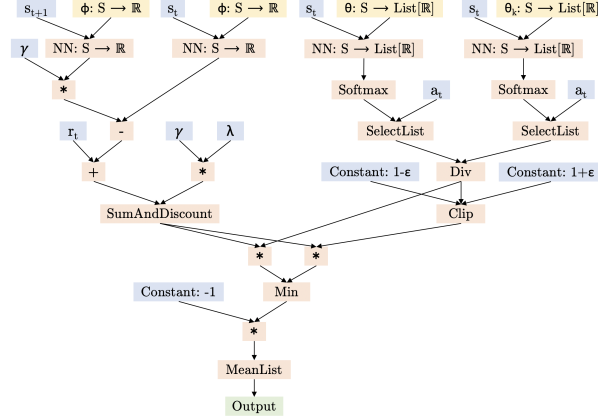 s_{t+1} ϕ: S → ℝ s_t ϕ: S → ℝ s_t θ: S → List[ℝ] s_t θ_k: S → List[ℝ]
γ NN: S → ℝ NN: S → ℝ NN: S → List[ℝ] NN: S → List[ℝ]
* Softmax a_t Softmax a_t
r_t - γ λ SelectList SelectList
+ * Constant: 1-ε Div Constant: 1+ε
SumAndDiscount Clip
* *
Constant: -1 Min
*
MeanList
Output